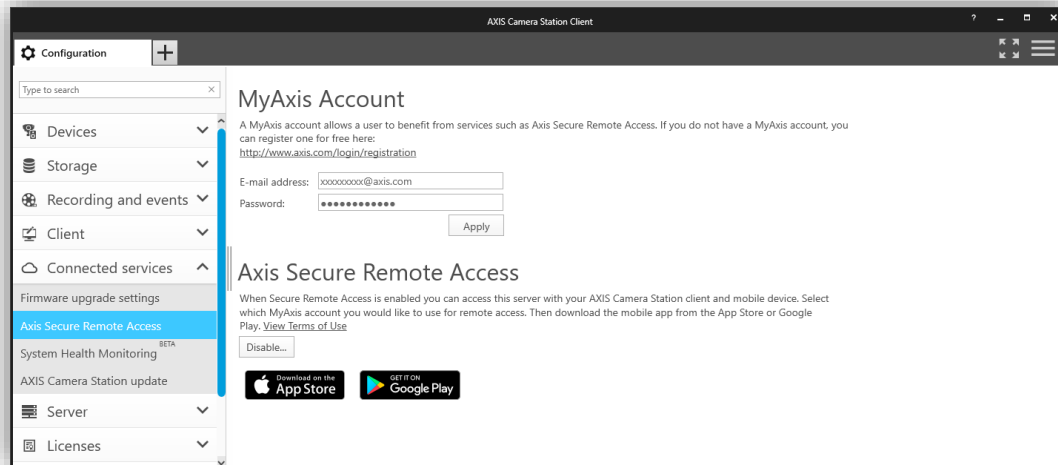 AXIS Camera Station Client
Configuration
Type to search
Devices
Storage
Recording and events
Client
Connected services
Firmware upgrade settings
Axis Secure Remote Access
System Health Monitoring BETA
AXIS Camera Station update
Server
Licenses
MyAxis Account
A MyAxis account allows a user to benefit from services such as Axis Secure Remote Access. If you do not have a MyAxis account, you
can register one for free here:
http://www.axis.com/login/registration
E-mail address: xxxxxxxxx@axis.com
Password: ●●●●●●●●●●●●
Apply
Axis Secure Remote Access
When Secure Remote Access is enabled you can access this server with your AXIS Camera Station client and mobile device. Select
which MyAxis account you would like to use for remote access. Then download the mobile app from the App Store or Google
Play. View Terms of Use
Disable...
Download on the
App Store
GET IT ON
Google Play